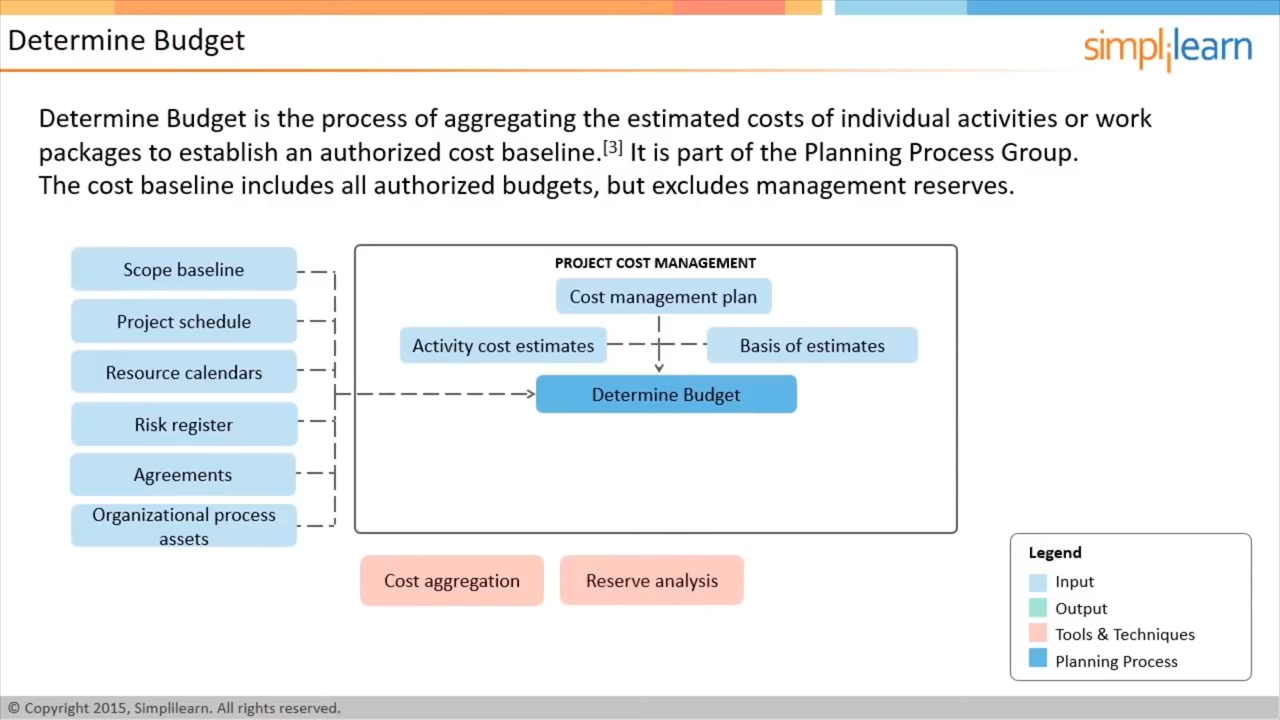 Determine Budget
simplilearn
Determine Budget is the process of aggregating the estimated costs of individual activities or work
packages to establish an authorized cost baseline.[3] It is part of the Planning Process Group.
The cost baseline includes all authorized budgets, but excludes management reserves.
Scope baseline
Project schedule
Resource calendars
Risk register
Agreements
Organizational process
assets
PROJECT COST MANAGEMENT
Cost management plan
Activity cost estimates
Basis of estimates
Determine Budget
Cost aggregation
Reserve analysis
Legend
Input
Output
Tools & Techniques
Planning Process
© Copyright 2015, Simplilearn. All rights reserved.